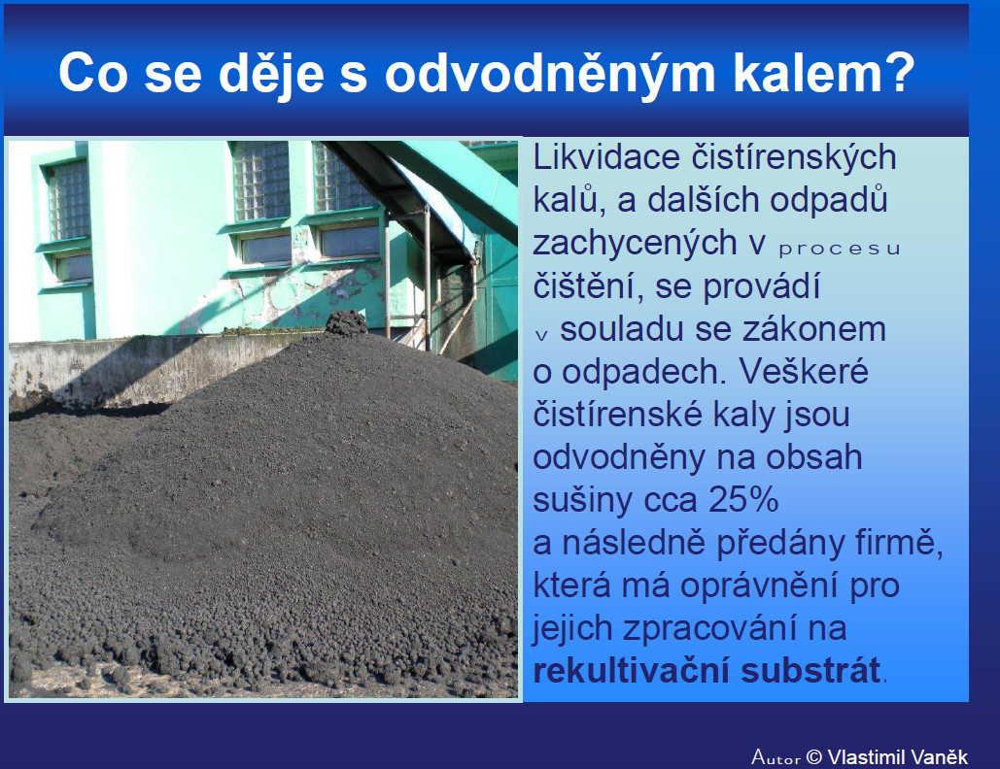 Co se děje s odvodněným kalem?
Likvidace čistírenských
kalů, a dalších odpadů
zachycených v procesu
čištění, se provádí
v souladu se zákonem
o odpadech. Veškeré
čistírenské kaly jsou
odvodněny na obsah
sušiny cca 25%
a následně předány firmě,
která má oprávnění pro
jejich zpracování na
rekultivační substrát.
Autor © Vlastimil Vaněk